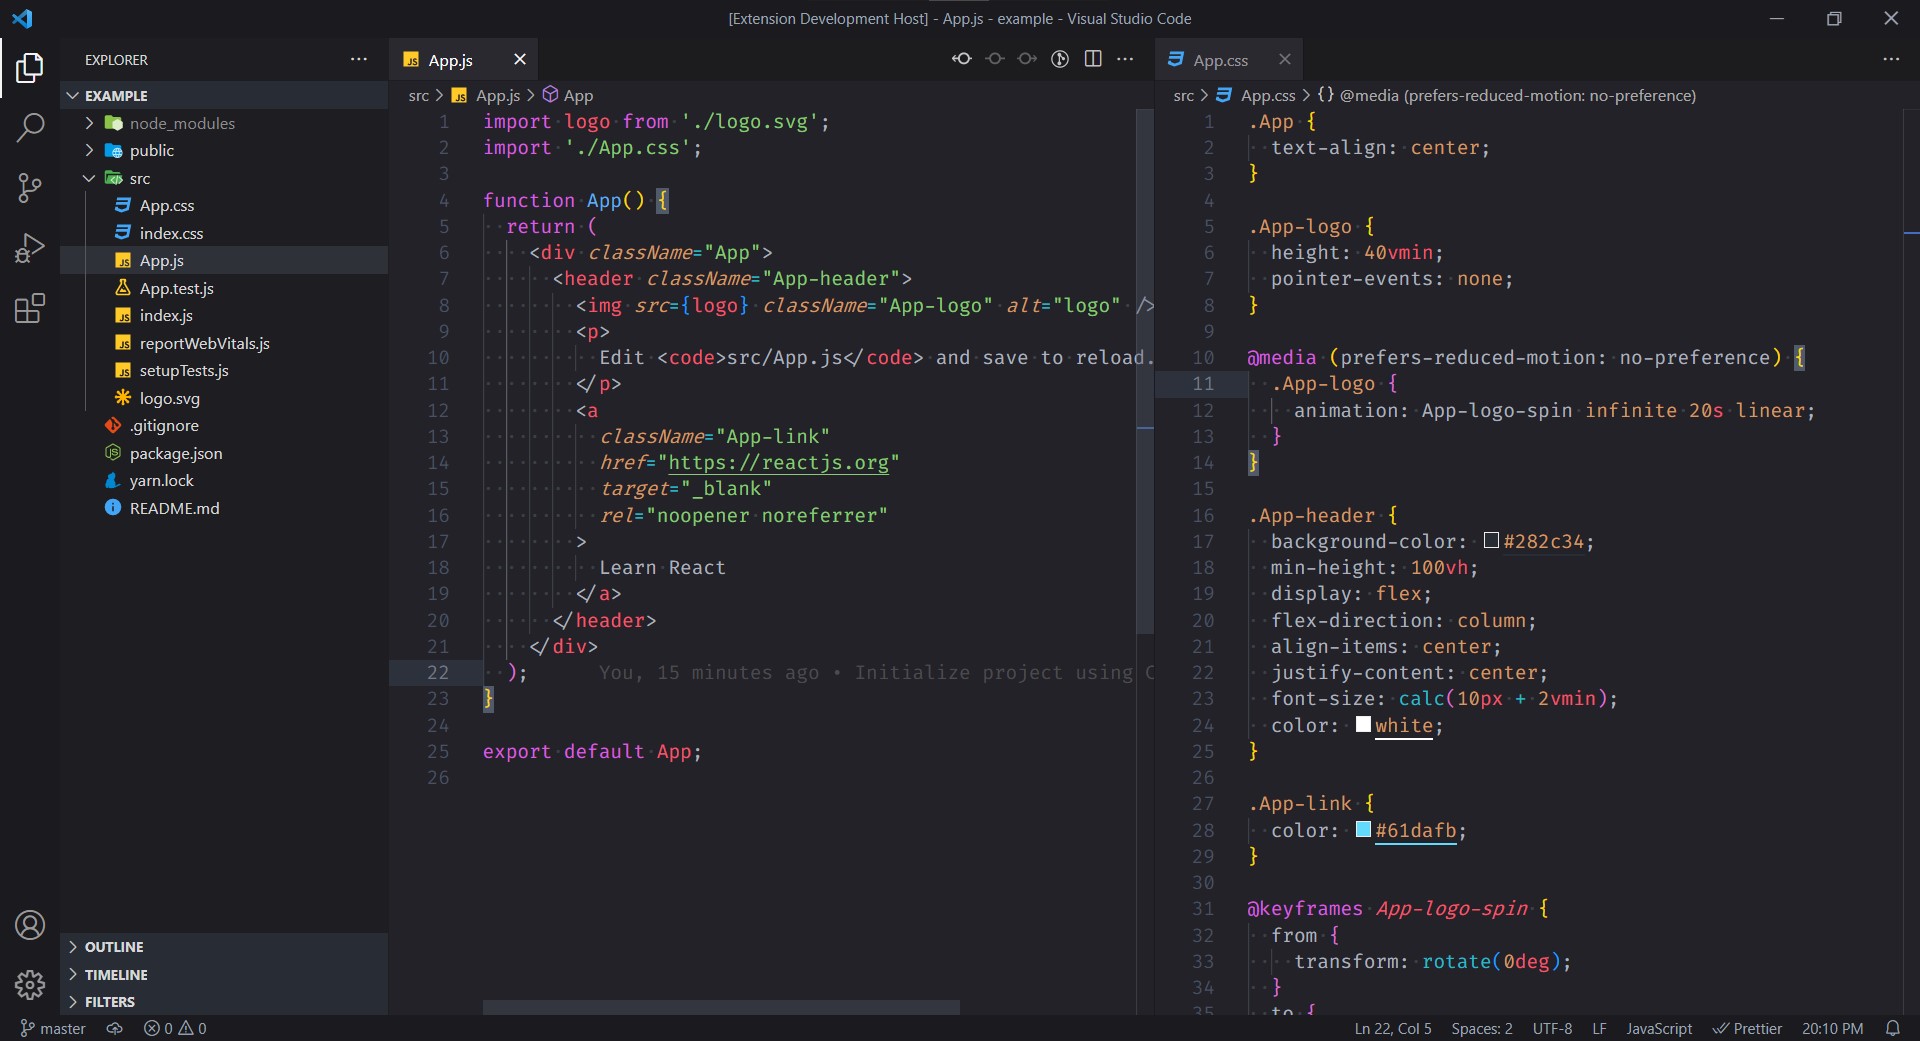 [Extension Development Host] - App.js - example - Visual Studio Code
EXPLORER
EXAMPLE
node_modules
public
src
App.css
index.css
App.js
App.test.js
index.js
reportWebVitals.js
setupTests.js
logo.svg
.gitignore
package.json
yarn.lock
README.md
OUTLINE
TIMELINE
FILTERS
App.js
src > App.js > App
1 import logo from './logo.svg';
2 import './App.css';
3
4 function App() {
5 return (
6 <div className="App">
7 <header className="App-header">
8 <img src={logo} className="App-logo" alt="logo" />
9 <p>
10 Edit <code>src/App.js</code> and save to reload.
11 </p>
12 <a
13 className="App-link"
14 href="https://reactjs.org"
15 target="_blank"
16 rel="noopener noreferrer"
17 >
18 Learn React
19 </a>
20 </header>
21 </div>
22 ); You, 15 minutes ago • Initialize project using C
23 }
24
25 export default App;
26
App.css
src > App.css > {} @media (prefers-reduced-motion: no-preference)
1 .App {
2 text-align: center;
3 }
4
5 .App-logo {
6 height: 40vmin;
7 pointer-events: none;
8 }
9
10 @media (prefers-reduced-motion: no-preference) {
11 .App-logo {
12 animation: App-logo-spin infinite 20s linear;
13 }
14 }
15
16 .App-header {
17 background-color: #282c34;
18 min-height: 100vh;
19 display: flex;
20 flex-direction: column;
21 align-items: center;
22 justify-content: center;
23 font-size: calc(10px + 2vmin);
24 color: white;
25 }
26
27 .App-link {
28 color: #61dafb;
29 }
30
31 @keyframes App-logo-spin {
32 from {
33 transform: rotate(0deg);
34 }
35 to {
master 0 0
Ln 22, Col 5 Spaces: 2 UTF-8 LF JavaScript Prettier 20:10 PM